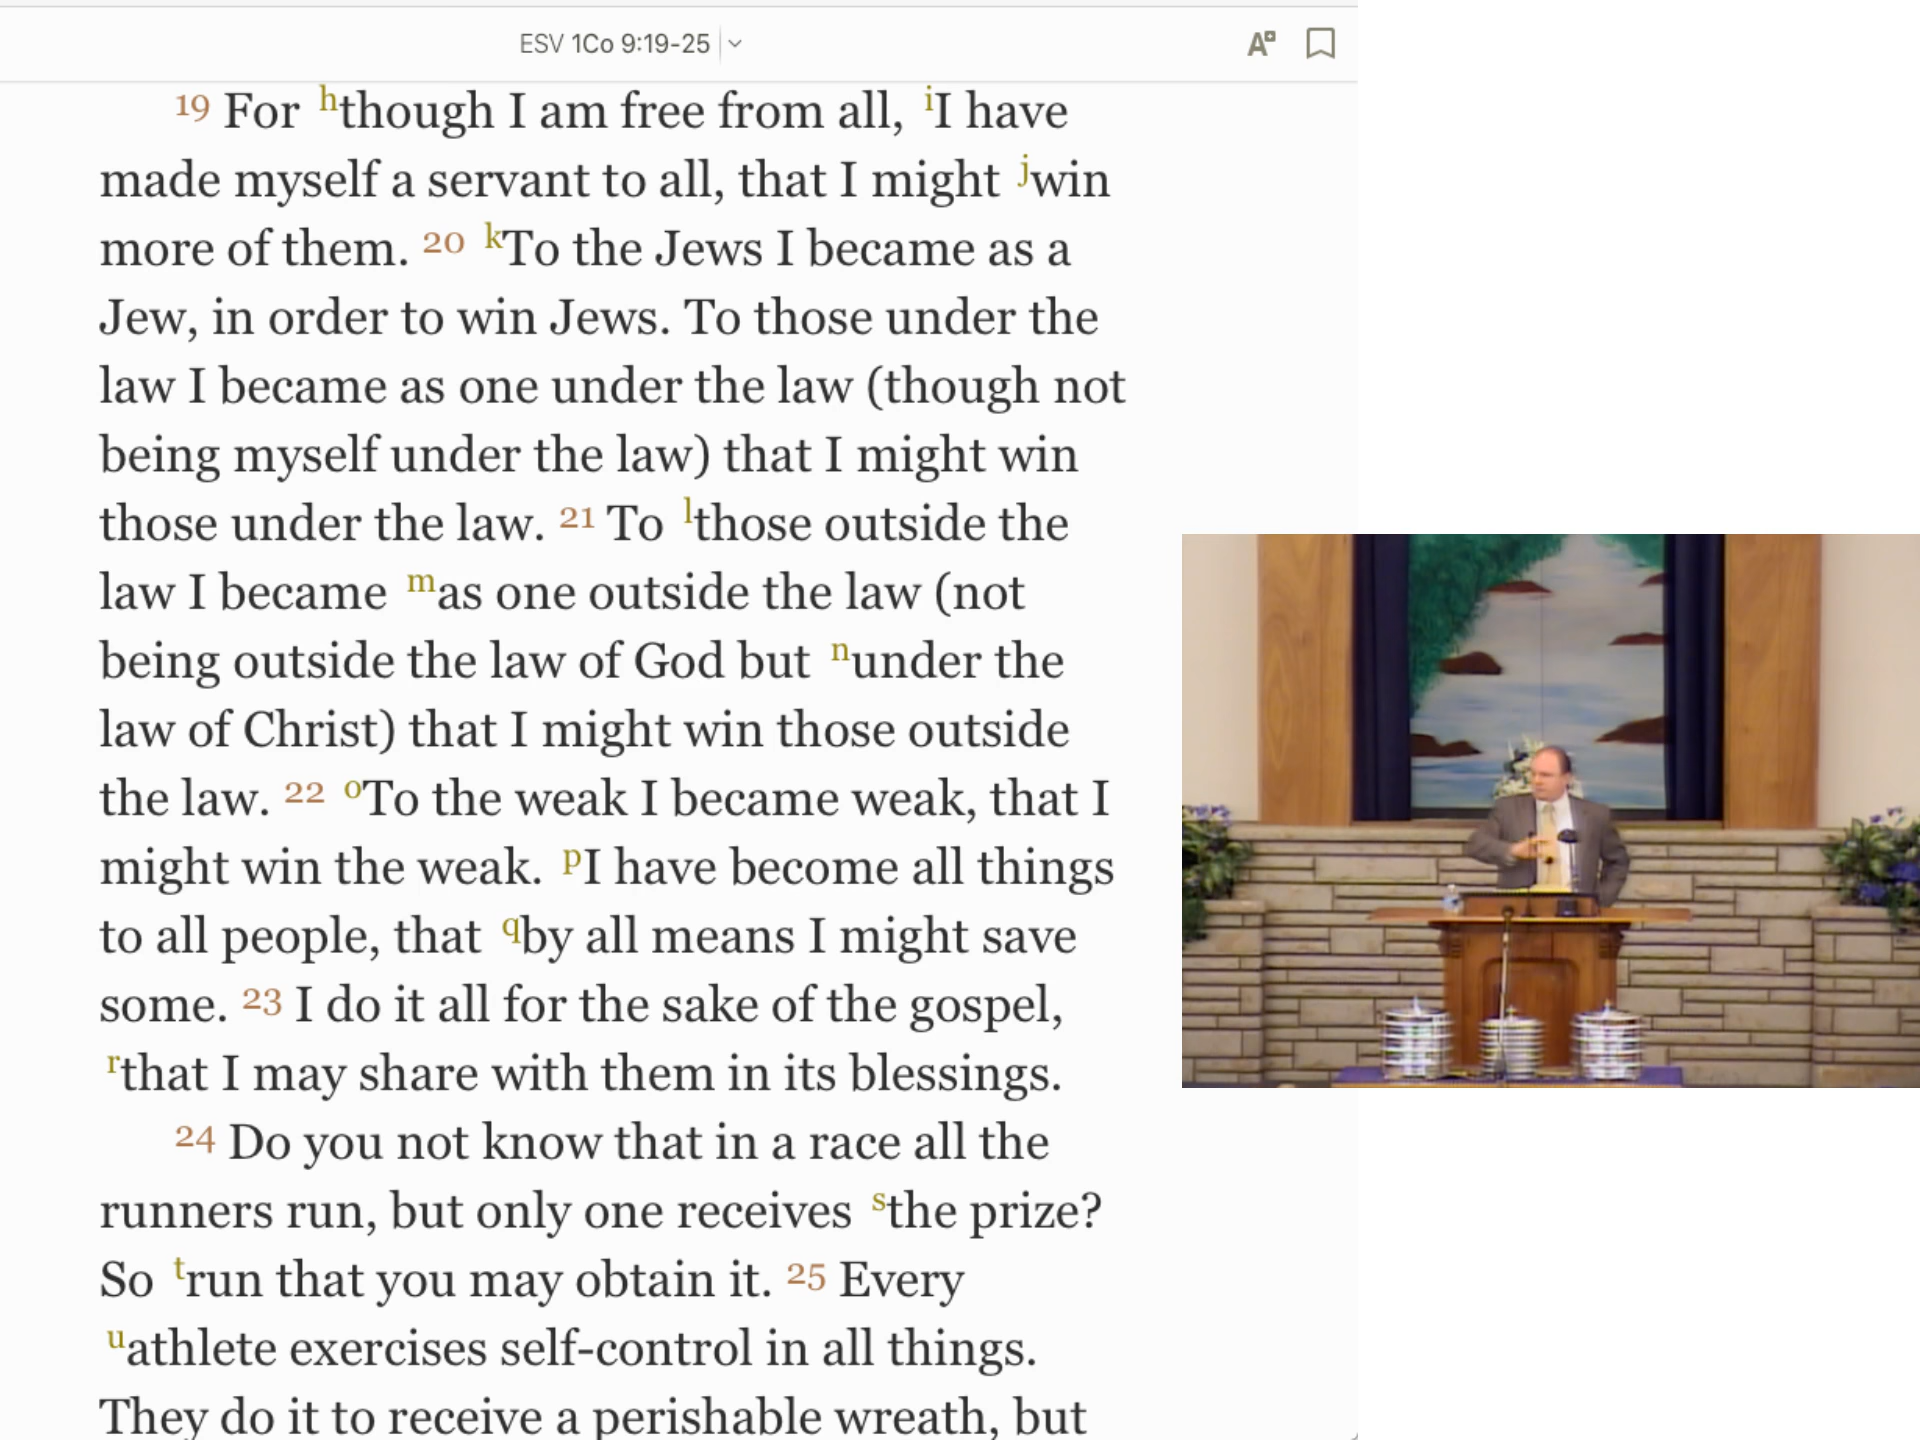 ESV 1Co 9:19-25
A
19 For hthough I am free from all, iI have
made myself a servant to all, that I might jwin
more of them. 20 kTo the Jews I became as a
Jew, in order to win Jews. To those under the
law I became as one under the law (though not
being myself under the law) that I might win
those under the law. 21 To lthose outside the
law I became mas one outside the law (not
being outside the law of God but nunder the
law of Christ) that I might win those outside
the law. 22 oTo the weak I became weak, that I
might win the weak. pI have become all things
to all people, that qby all means I might save
some. 23 I do it all for the sake of the gospel,
rthat I may share with them in its blessings.
24 Do you not know that in a race all the
runners run, but only one receives sthe prize?
So trun that you may obtain it. 25 Every
uathlete exercises self-control in all things.
They do it to receive a perishable wreath, but